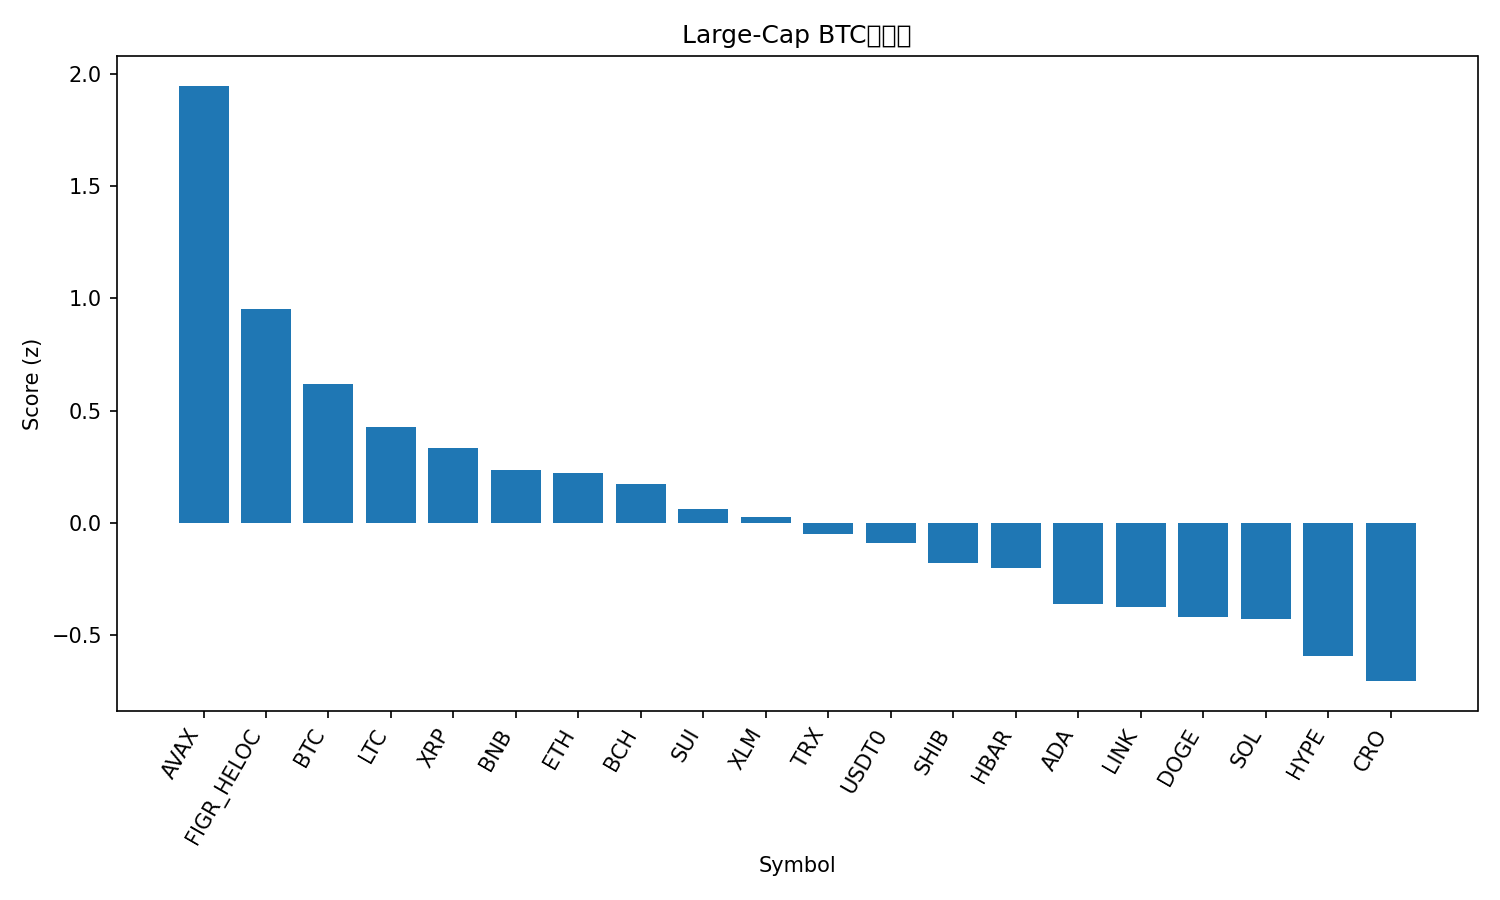 Large-Cap BTC
2.0
1.5
1.0
0.5
0.0
−0.5
Score (z)
AVAX
FIGR_HELOC
BTC
LTC
XRP
BNB
ETH
BCH
SUI
XLM
TRX
USDT0
SHIB
HBAR
ADA
LINK
DOGE
SOL
HYPE
CRO
Symbol